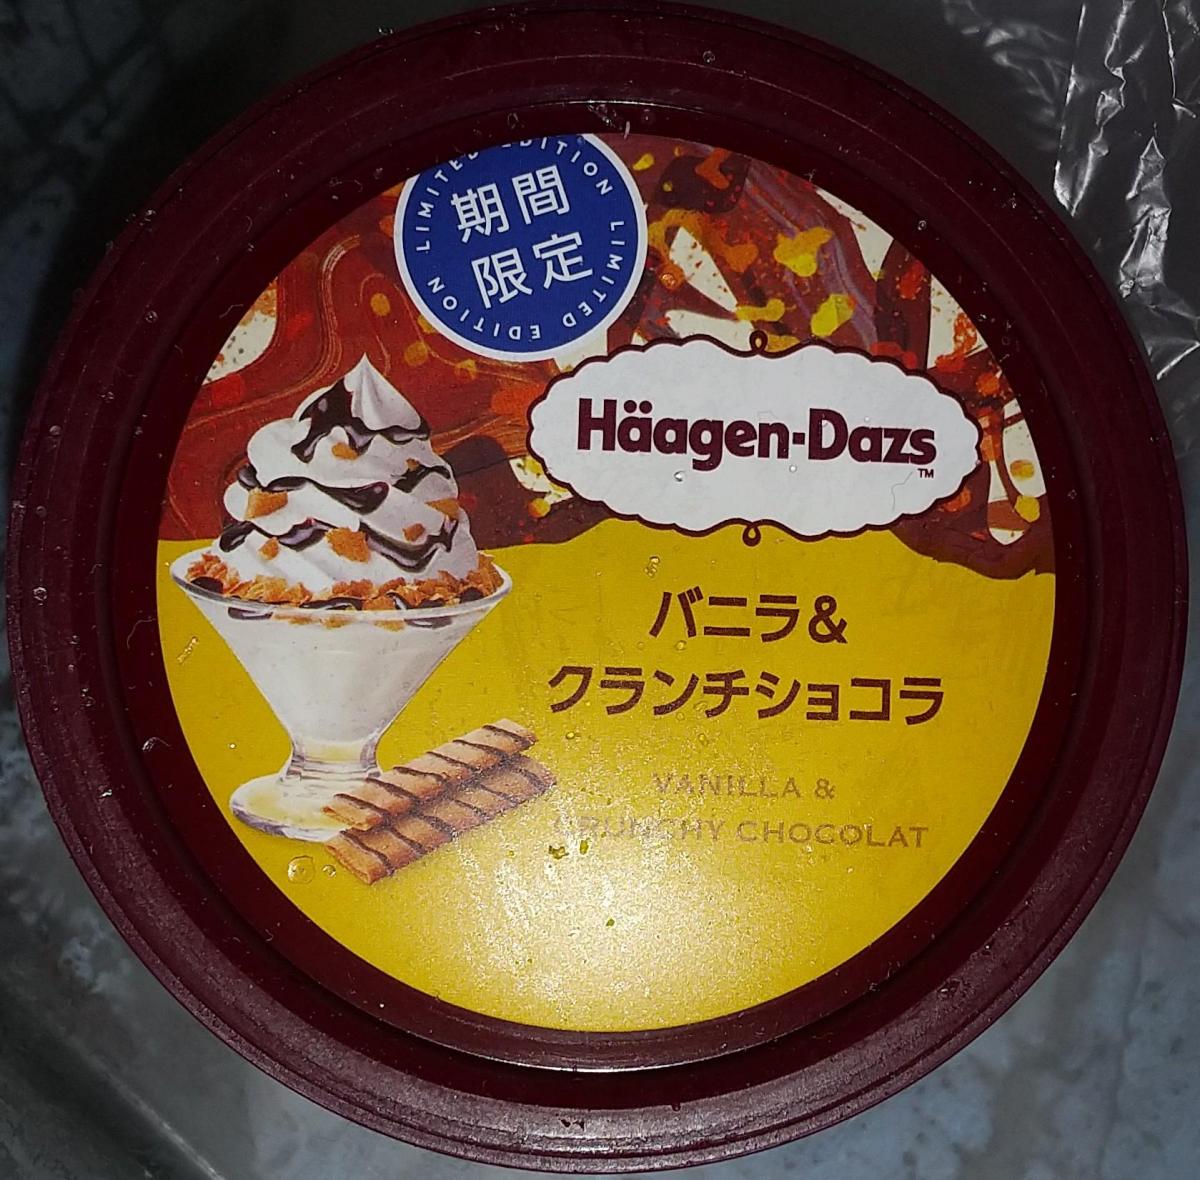 LIMITED EDITION LIMITED EDITION
期間
限定
Häagen-Dazs
TM
バニラ&
クランチショコラ
VANILLA &
CRUNCHY CHOCOLAT